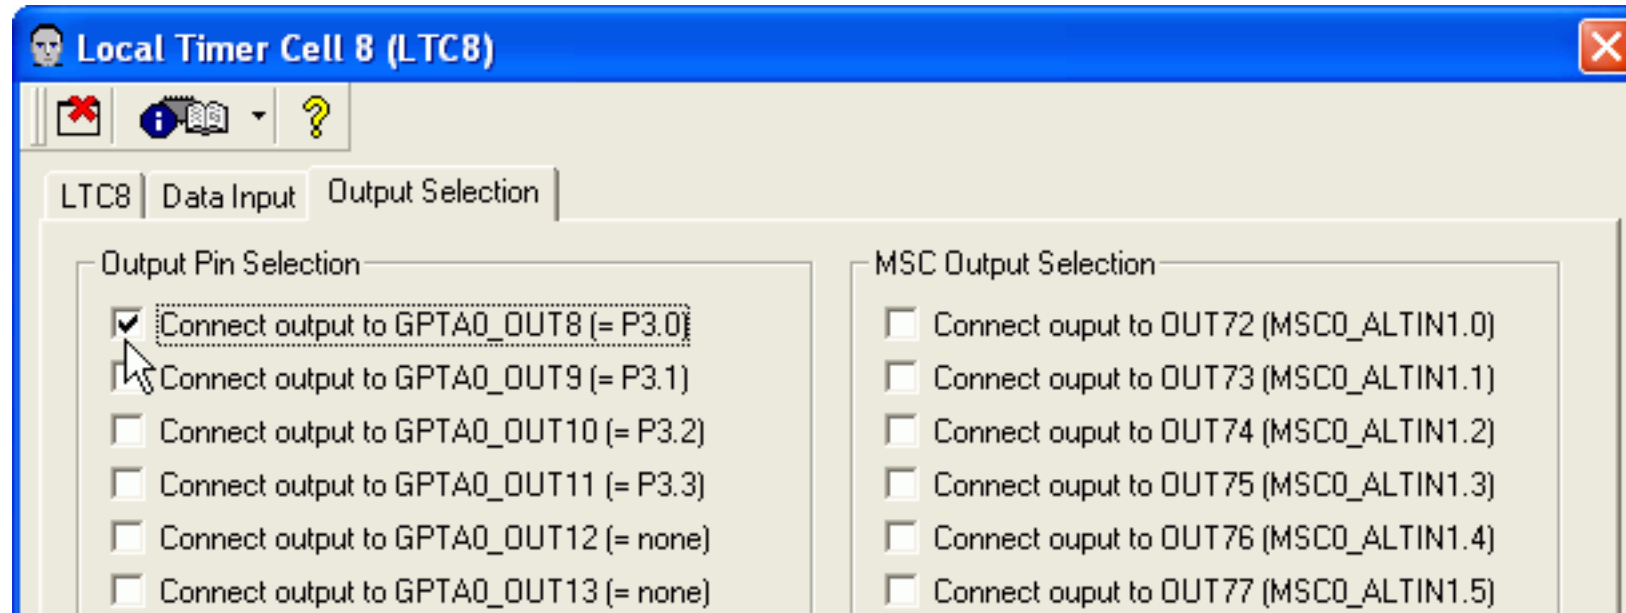 Local Timer Cell 8 (LTC8)
LTC8 Data Input Output Selection
Output Pin Selection
Connect output to GPTA0_OUT8 (= P3.0)
Connect output to GPTA0_OUT9 (= P3.1)
Connect output to GPTA0_OUT10 (= P3.2)
Connect output to GPTA0_OUT11 (= P3.3)
Connect output to GPTA0_OUT12 (= none)
Connect output to GPTA0_OUT13 (= none)
MSC Output Selection
Connect ouput to OUT72 (MSC0_ALTIN1.0)
Connect ouput to OUT73 (MSC0_ALTIN1.1)
Connect ouput to OUT74 (MSC0_ALTIN1.2)
Connect ouput to OUT75 (MSC0_ALTIN1.3)
Connect ouput to OUT76 (MSC0_ALTIN1.4)
Connect ouput to OUT77 (MSC0_ALTIN1.5)